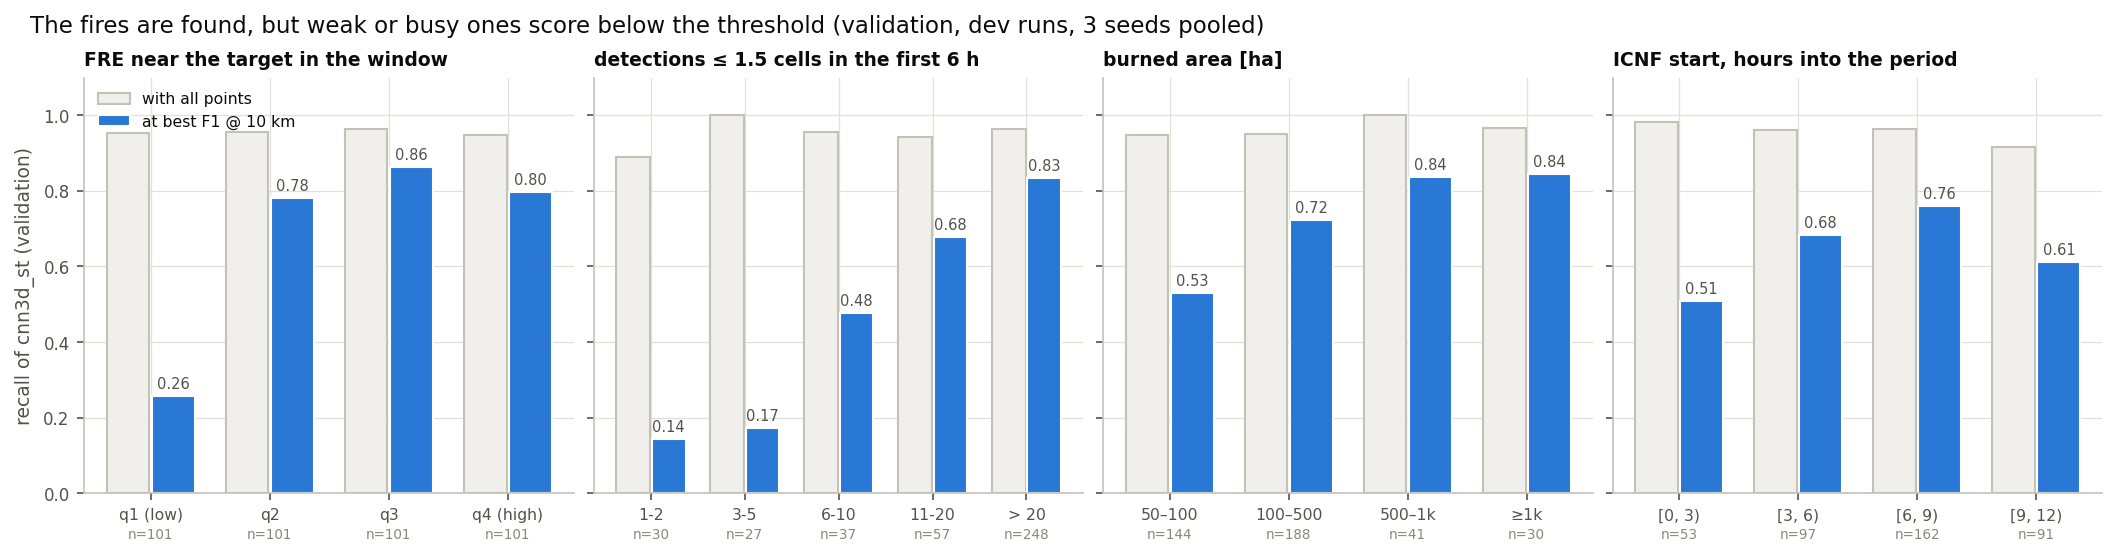 The fires are found, but weak or busy ones score below the threshold (validation, dev runs, 3 seeds pooled)
FRE near the target in the window
with all points
at best F1 @ 10 km
recall of cnn3d_st (validation)
1.0
0.8
0.6
0.4
0.2
0.0
0.26
0.78
0.86
0.80
q1 (low)
q2
q3
q4 (high)
n=101
n=101
n=101
n=101
detections ≤ 1.5 cells in the first 6 h
0.14
0.17
0.48
0.68
0.83
1-2
3-5
6-10
11-20
> 20
n=30
n=27
n=37
n=57
n=248
burned area [ha]
0.53
0.72
0.84
0.84
50–100
100–500
500–1k
≥1k
n=144
n=188
n=41
n=30
ICNF start, hours into the period
0.51
0.68
0.76
0.61
[0, 3)
[3, 6)
[6, 9)
[9, 12)
n=53
n=97
n=162
n=91